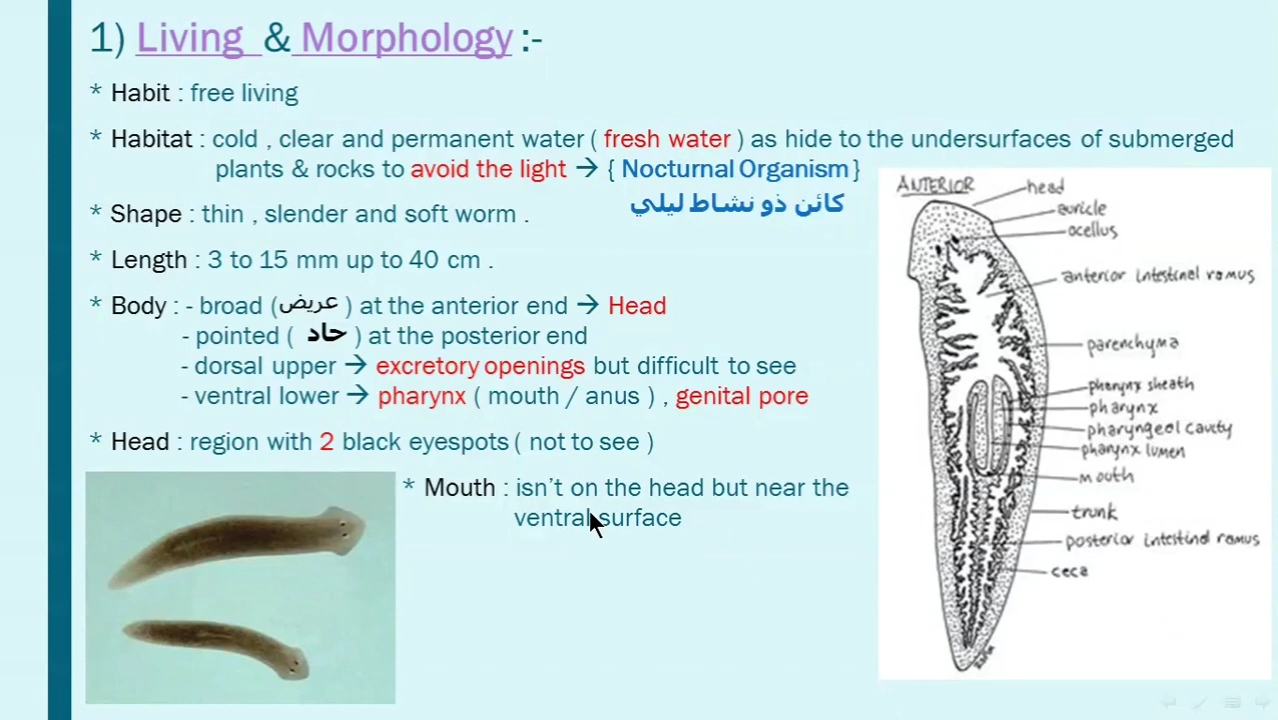 1) Living & Morphology :-
* Habit : free living
* Habitat : cold , clear and permanent water ( fresh water ) as hide to the undersurfaces of submerged
plants & rocks to avoid the light → { Nocturnal Organism }
كائن ذو نشاط ليلي
* Shape : thin , slender and soft worm .
* Length : 3 to 15 mm up to 40 cm .
* Body : - broad ( عريض ) at the anterior end → Head
- pointed ( حاد ) at the posterior end
- dorsal upper → excretory openings but difficult to see
- ventral lower → pharynx ( mouth / anus ) , genital pore
* Head : region with 2 black eyespots ( not to see )
* Mouth : isn't on the head but near the
ventral surface
ANTERIOR
head
auricle
ocellus
anterior intestinal ramus
parenchyma
pharynx sheath
pharynx
pharyngeal cavity
pharynx lumen
mouth
trunk
posterior intestinal ramus
ceca